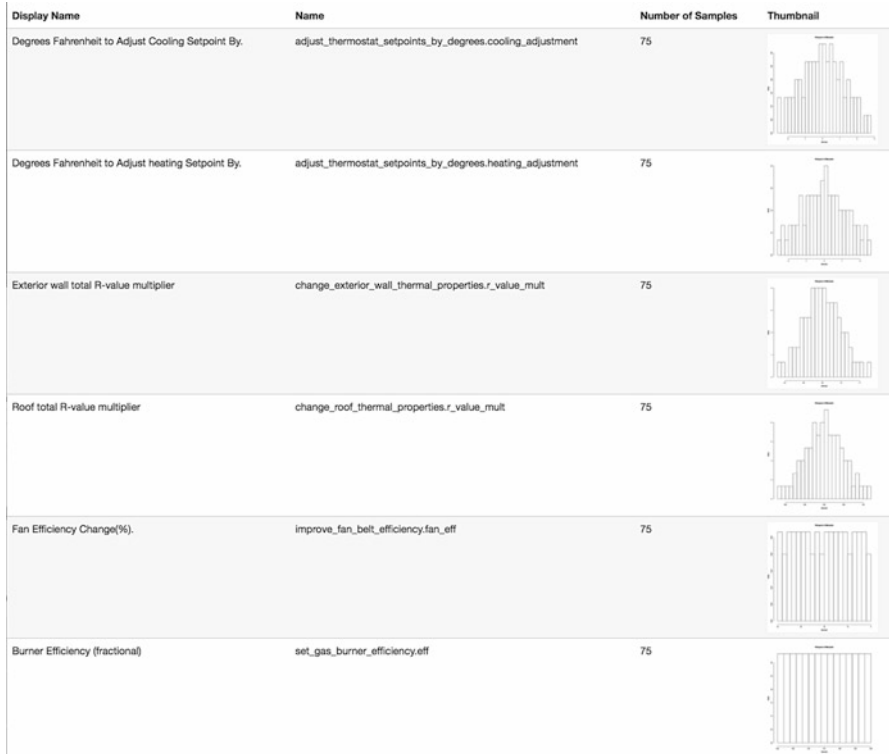 Display Name Name Number of Samples Thumbnail
Degrees Fahrenheit to Adjust Cooling Setpoint By. adjust_thermostat_setpoints_by_degrees.cooling_adjustment 75
Degrees Fahrenheit to Adjust heating Setpoint By. adjust_thermostat_setpoints_by_degrees.heating_adjustment 75
Exterior wall total R-value multiplier change_exterior_wall_thermal_properties.r_value_mult 75
Roof total R-value multiplier change_roof_thermal_properties.r_value_mult 75
Fan Efficiency Change(%). improve_fan_belt_efficiency.fan_eff 75
Burner Efficiency (fractional) set_gas_burner_efficiency.eff 75